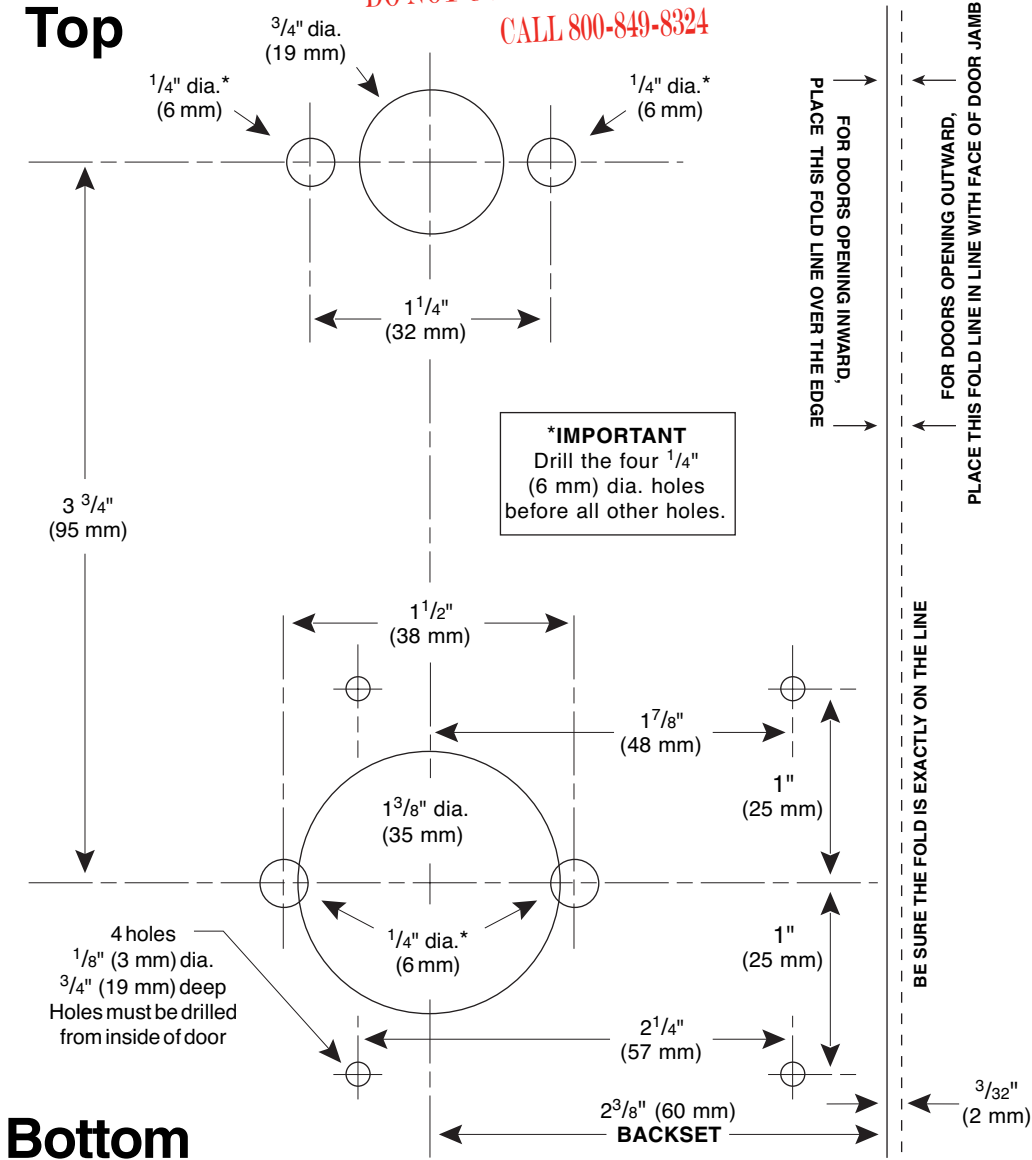 DO NOT
CALL 800-849-8324
Top
3/4" dia.
(19 mm)
1/4" dia.*
(6 mm)
1/4" dia.*
(6 mm)
1 1/4"
(32 mm)
FOR DOORS OPENING INWARD,
PLACE THIS FOLD LINE OVER THE EDGE
FOR DOORS OPENING OUTWARD,
PLACE THIS FOLD LINE IN LINE WITH FACE OF DOOR JAMB
*IMPORTANT
Drill the four 1/4"
(6 mm) dia. holes
before all other holes.
3 3/4"
(95 mm)
1 1/2"
(38 mm)
1 7/8"
(48 mm)
1"
(25 mm)
1 3/8" dia.
(35 mm)
BE SURE THE FOLD IS EXACTLY ON THE LINE
1/4" dia.*
(6 mm)
1"
(25 mm)
4 holes
1/8" (3 mm) dia.
3/4" (19 mm) deep
Holes must be drilled
from inside of door
2 1/4"
(57 mm)
3/32"
(2 mm)
2 3/8" (60 mm)
BACKSET
Bottom